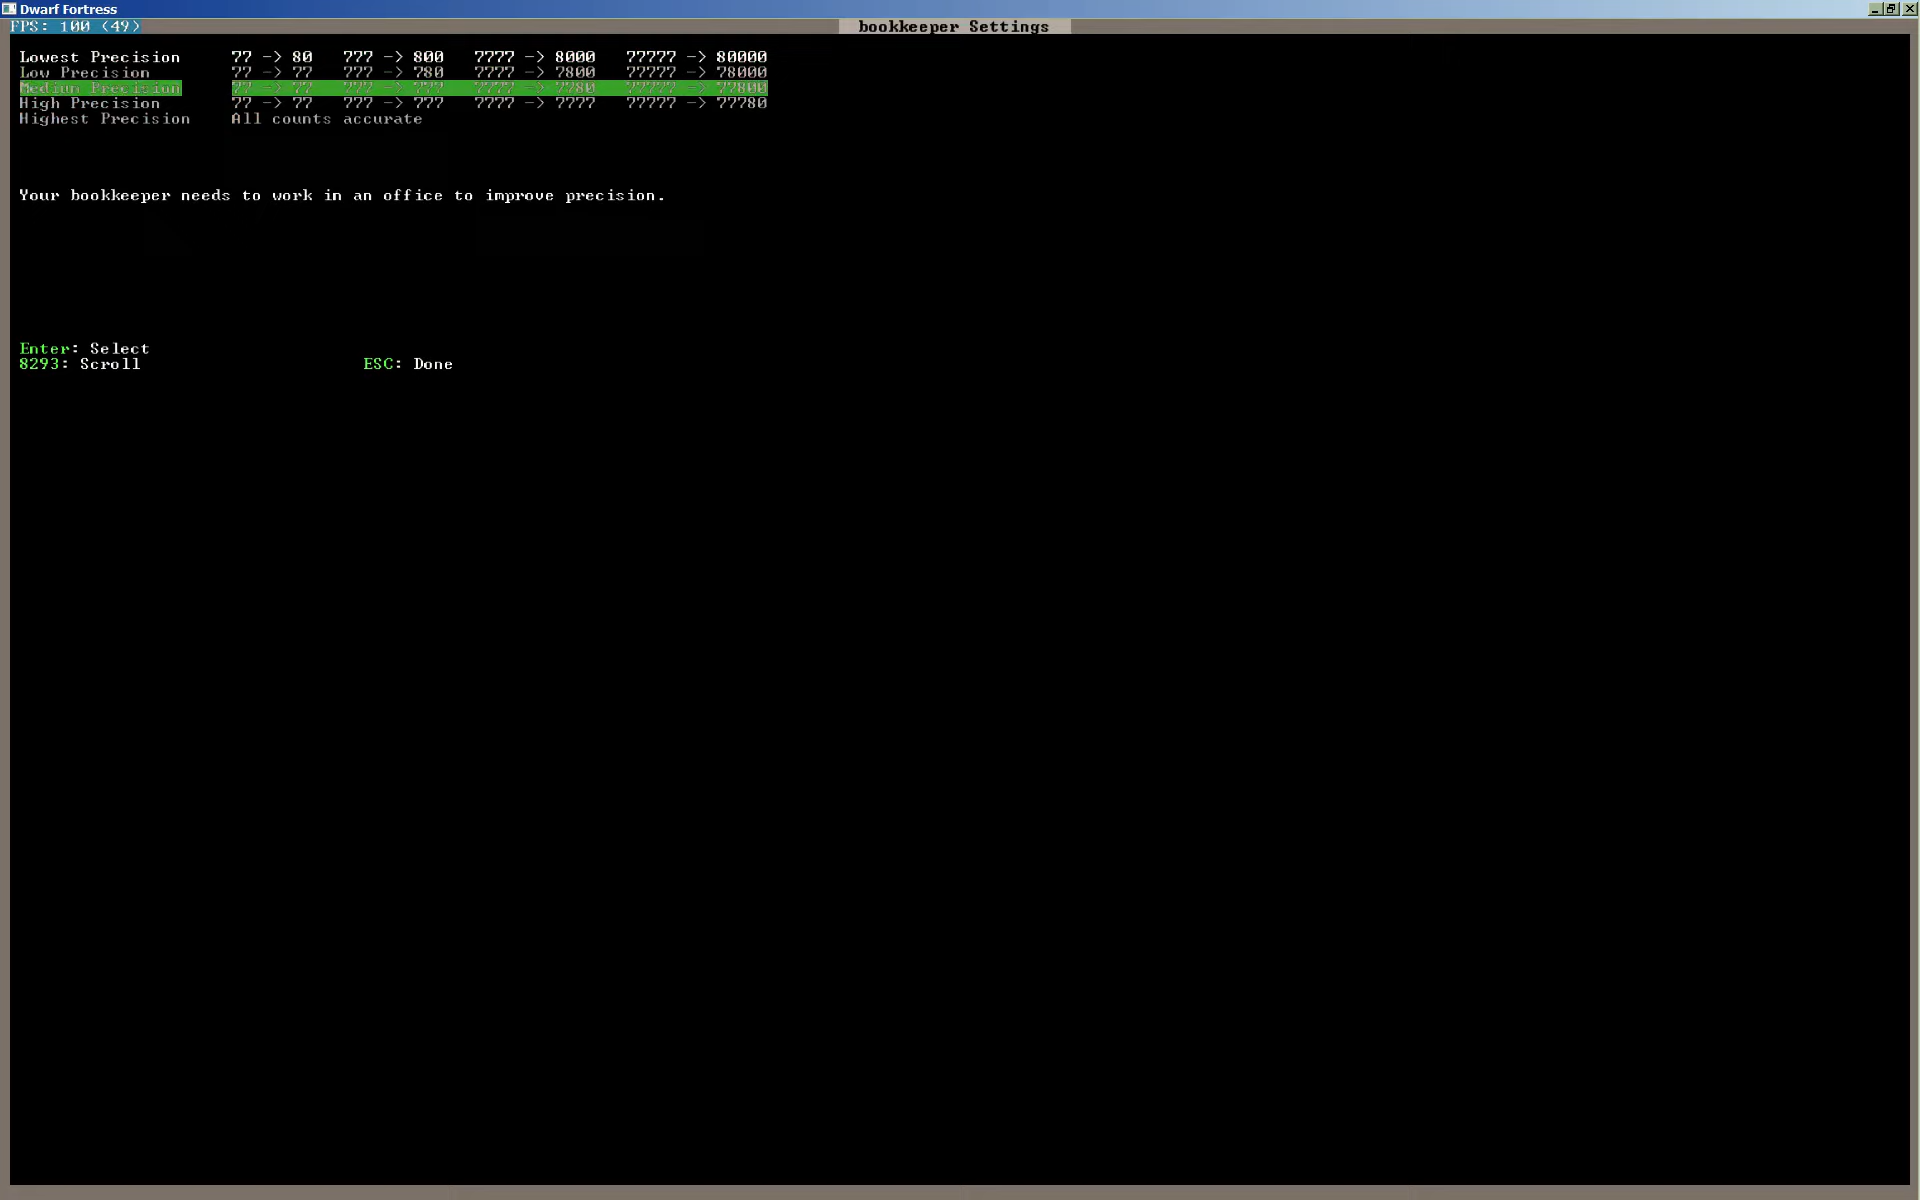 Dwarf Fortress
FPS: 100 (49)
bookkeeper Settings
Lowest Precision 77 -> 80 777 -> 800 7777 -> 8000 77777 -> 80000
Low Precision 77 -> 77 777 -> 780 7777 -> 7800 77777 -> 78000
Medium Precision 77 -> 77 777 -> 777 7777 -> 7780 77777 -> 77800
High Precision 77 -> 77 777 -> 777 7777 -> 7777 77777 -> 77780
Highest Precision All counts accurate
Your bookkeeper needs to work in an office to improve precision.
Enter: Select
8293: Scroll ESC: Done